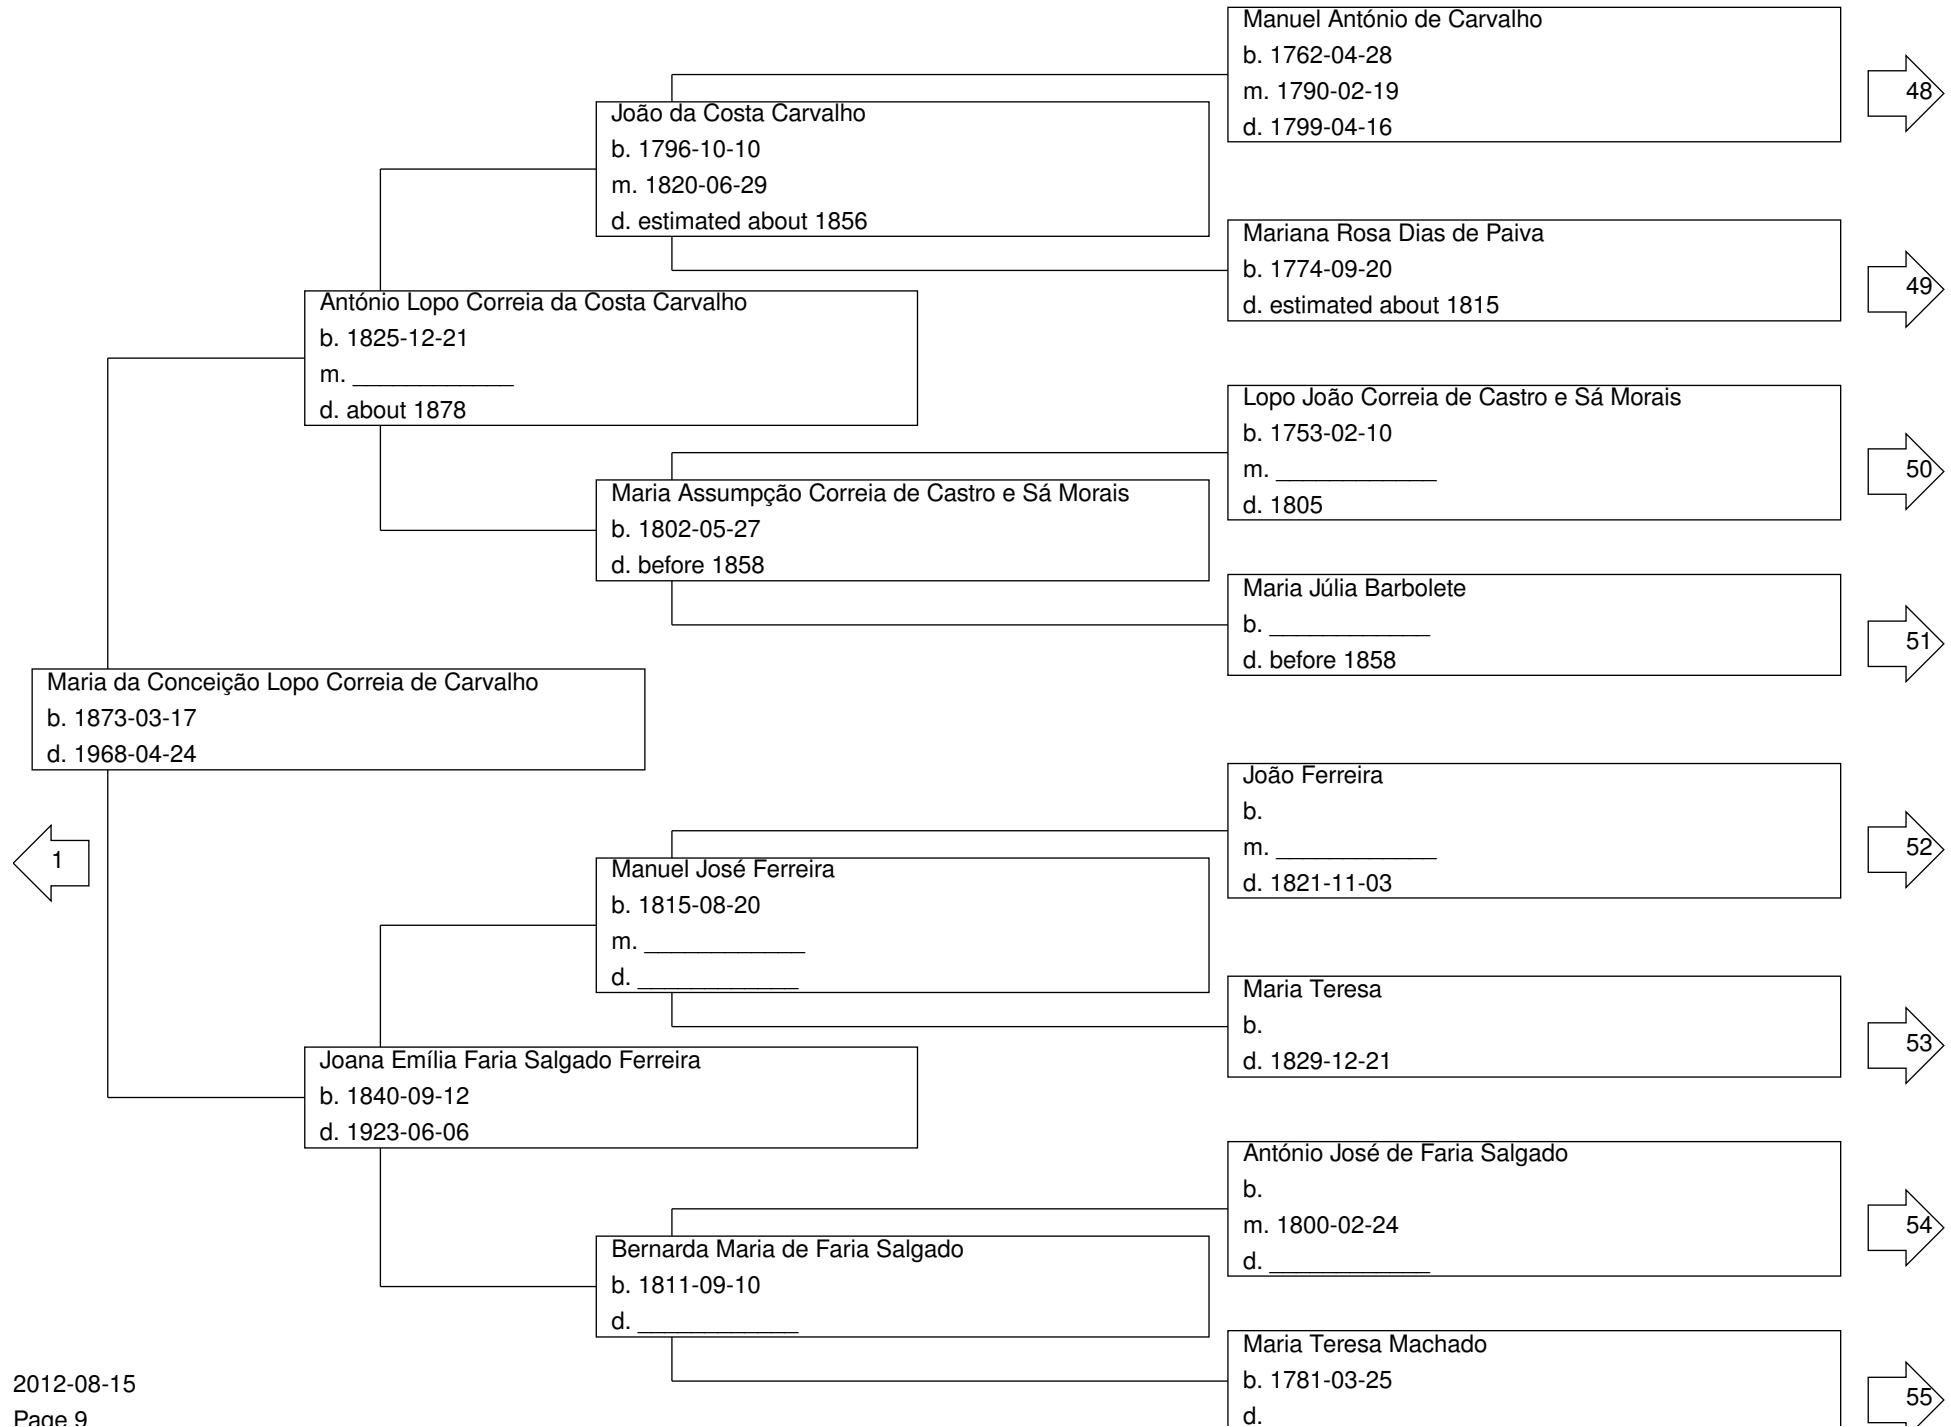 Manuel António de Carvalho
b. 1762-04-28
m. 1790-02-19
d. 1799-04-16
48
João da Costa Carvalho
b. 1796-10-10
m. 1820-06-29
d. estimated about 1856
Mariana Rosa Dias de Paiva
b. 1774-09-20
d. estimated about 1815
49
António Lopo Correia da Costa Carvalho
b. 1825-12-21
m. ____________
d. about 1878
Lopo João Correia de Castro e Sá Morais
b. 1753-02-10
m. ____________
d. 1805
50
Maria Assumpção Correia de Castro e Sá Morais
b. 1802-05-27
d. before 1858
Maria Júlia Barbolete
b. ____________
d. before 1858
51
Maria da Conceição Lopo Correia de Carvalho
b. 1873-03-17
d. 1968-04-24
João Ferreira
b.
m. ____________
d. 1821-11-03
52
1
Manuel José Ferreira
b. 1815-08-20
m. ____________
d. ____________
Maria Teresa
b.
d. 1829-12-21
53
Joana Emília Faria Salgado Ferreira
b. 1840-09-12
d. 1923-06-06
António José de Faria Salgado
b.
m. 1800-02-24
d. ____________
54
Bernarda Maria de Faria Salgado
b. 1811-09-10
d. ____________
Maria Teresa Machado
b. 1781-03-25
d.
55
2012-08-15
Page 9